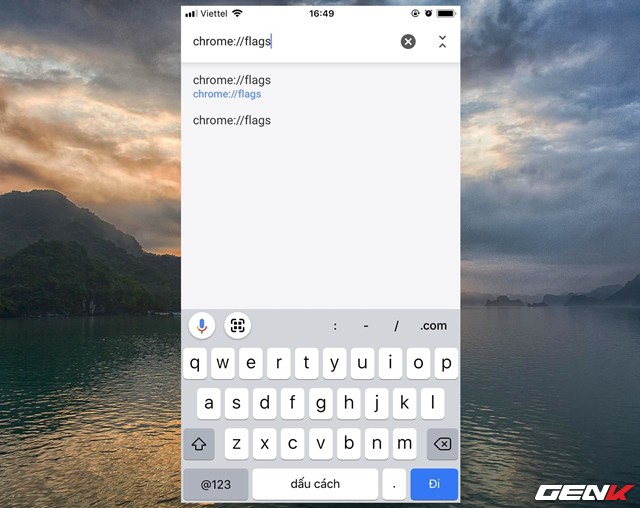 Viettel 16:49
chrome://flags
chrome://flags
chrome://flags
chrome://flags
: - / .com
q w e r t y u i o p
a s d f g h j k l
z x c v b n m
@123 dấu cách . Đi
GENK